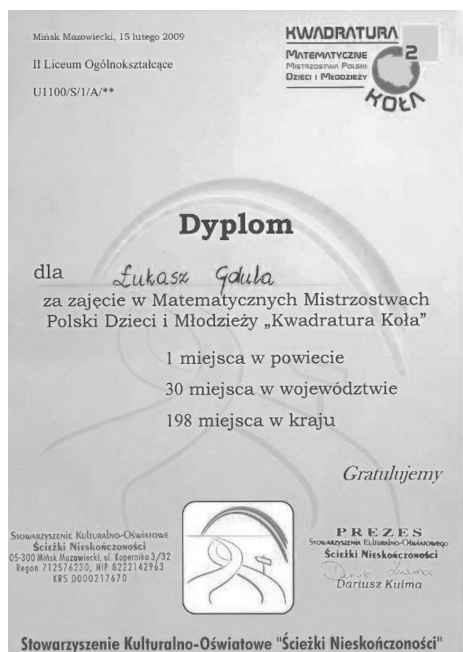 Mińsk Mazowiecki, 15 lutego 2009
II Liceum Ogólnokształcące
U1100/S/1/A/**
KWADRATURA
MATEMATYCZNE
MISTRZOSTWA POLSKI
DZIECI I MŁODZIEŻY
2
KOŁA
Dyplom
dla Łukasz Gdula
za zajęcie w Matematycznych Mistrzostwach
Polski Dzieci i Młodzieży „Kwadratura Koła”
1 miejsca w powiecie
30 miejsca w województwie
198 miejsca w kraju
Gratulujemy
STOWARZYSZENIE KULTURALNO-OŚWIATOWE
Ścieżki Nieskończoności
05-300 Mińsk Mazowiecki, ul. Kopernika 3/32
Regon 712576230, NIP 8222142963
KRS 0000217670
PREZES
STOWARZYSZENIA KULTURALNO-OŚWIATOWEGO
Ścieżki Nieskończoności
Dariusz Kulma
Dariusz Kulma
Stowarzyszenie Kulturalno-Oświatowe "Ścieżki Nieskończoności"